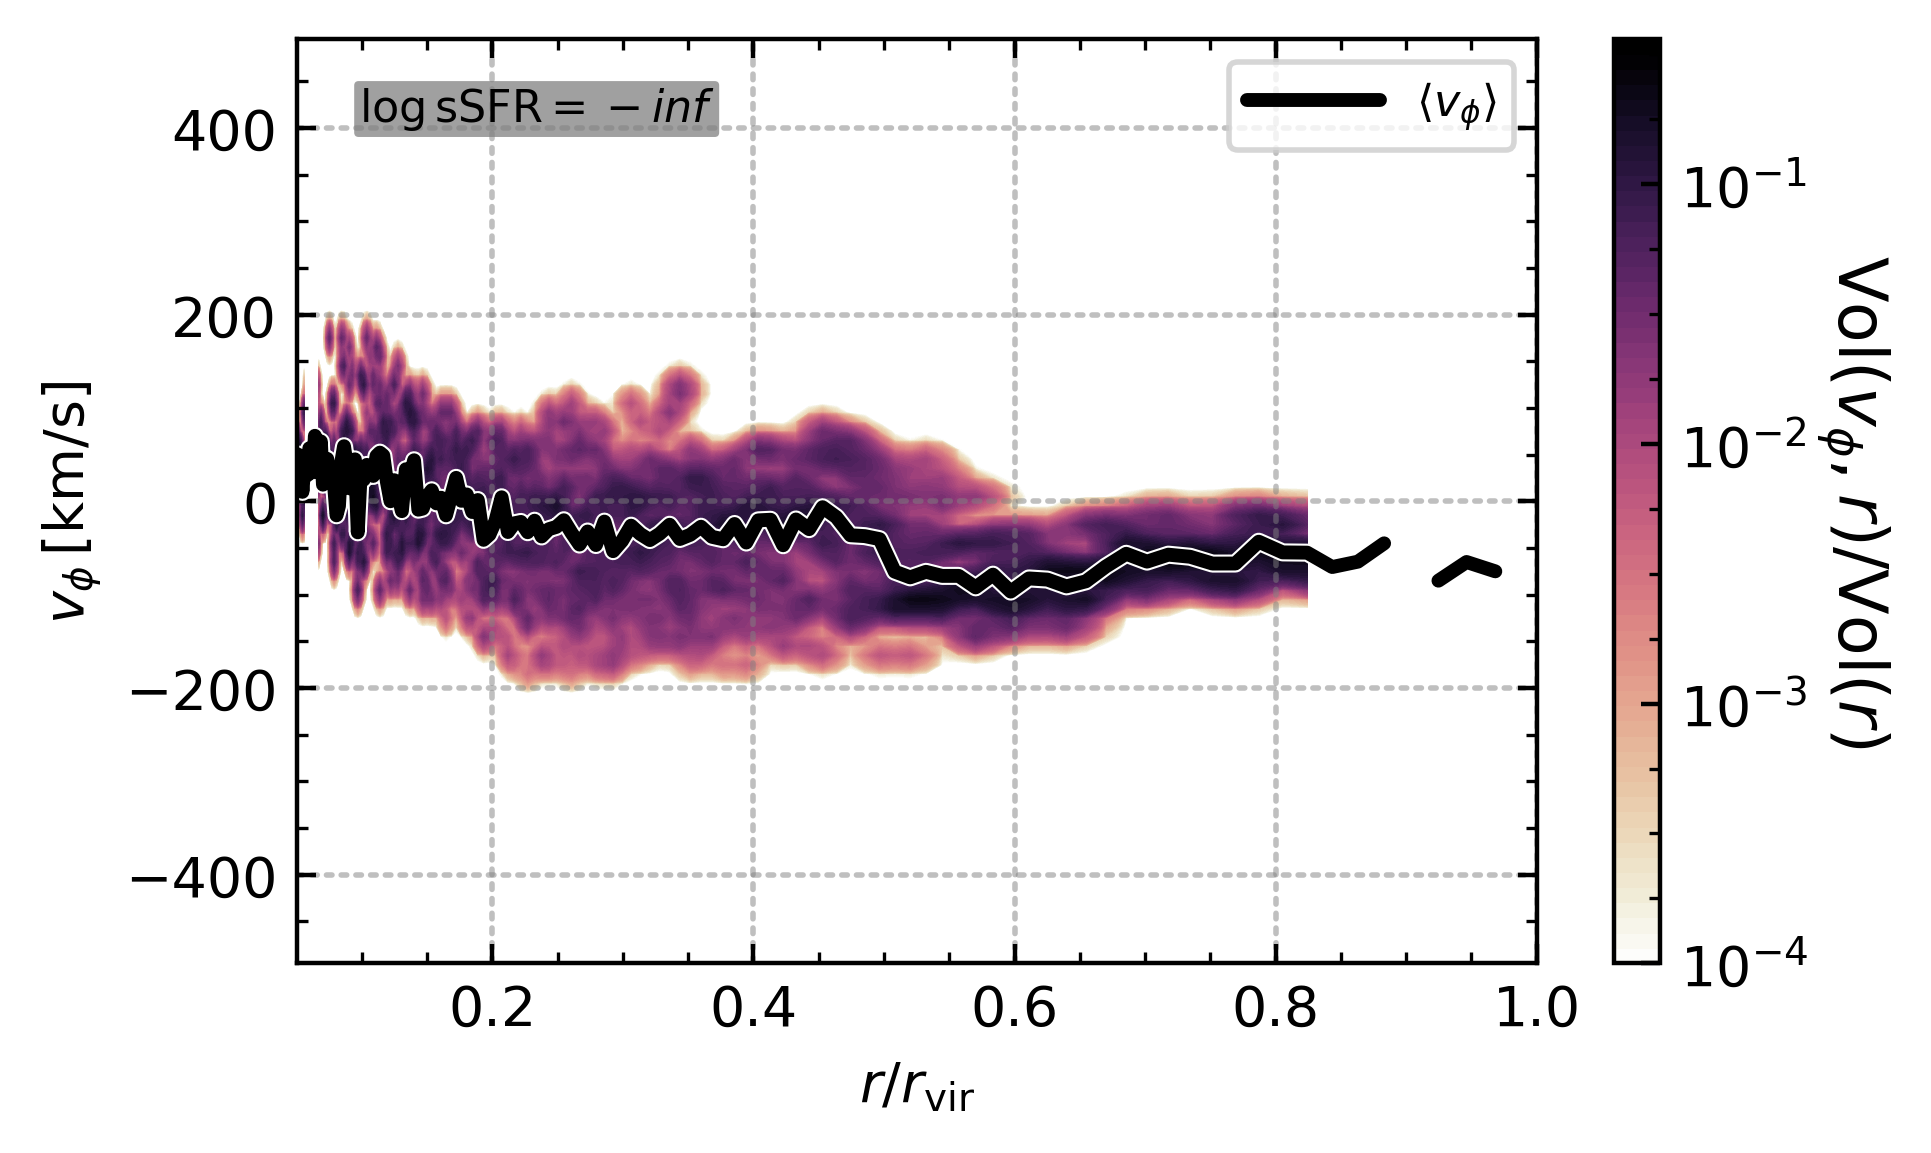 log sSFR = −inf
⟨v_ϕ⟩
400
200
0
−200
−400
v_ϕ [km/s]
0.2 0.4 0.6 0.8 1.0
r/r_vir
10⁻¹
10⁻²
10⁻³
10⁻⁴
Vol(v_ϕ, r)/Vol(r)